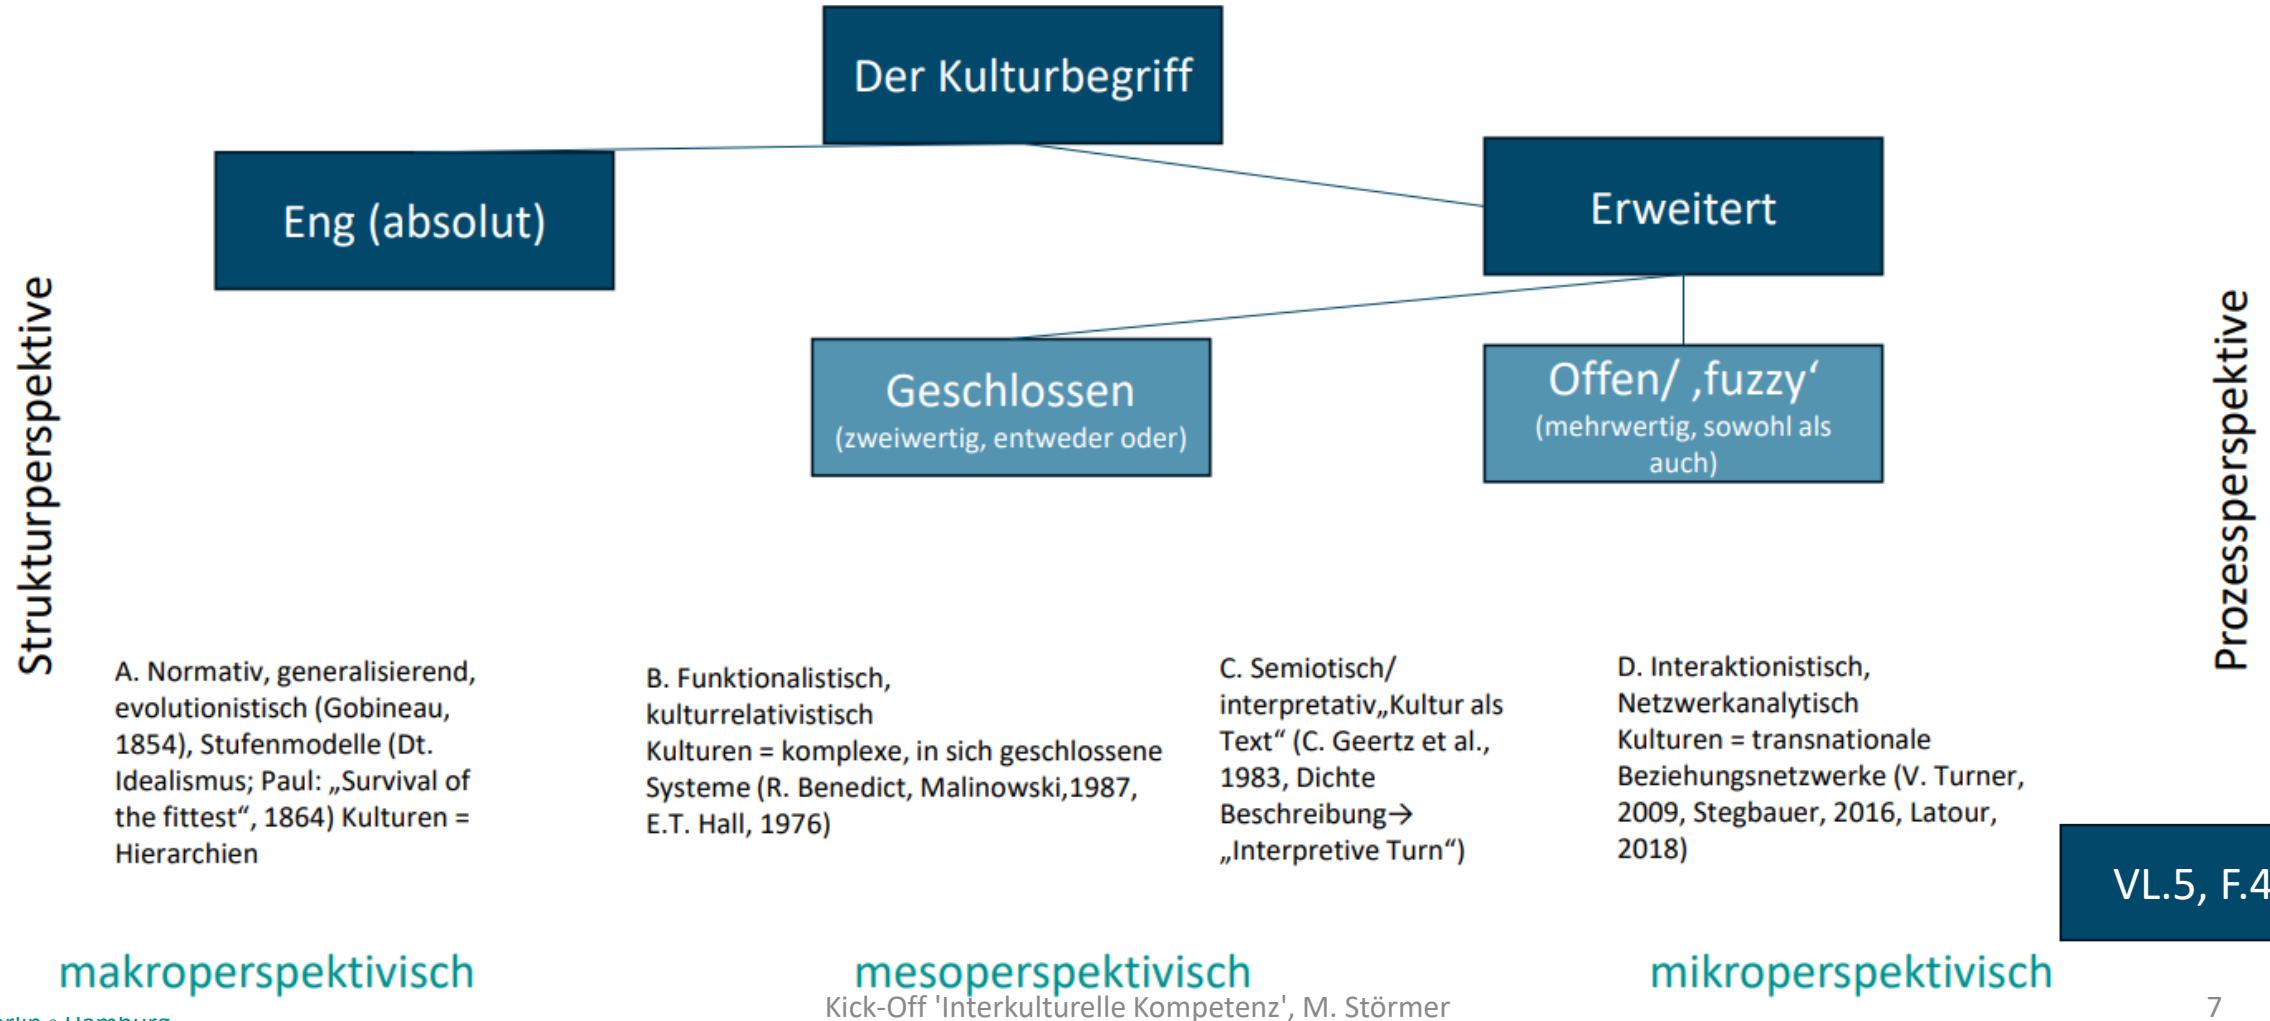 Der Kulturbegriff
Eng (absolut)
Erweitert
Geschlossen
(zweiwertig, entweder oder)
Offen/ ‚fuzzy‘
(mehrwertig, sowohl als
auch)
Strukturperspektive
Prozessperspektive
A. Normativ, generalisierend,
evolutionistisch (Gobineau,
1854), Stufenmodelle (Dt.
Idealismus; Paul: „Survival of
the fittest“, 1864) Kulturen =
Hierarchien
B. Funktionalistisch,
kulturrelativistisch
Kulturen = komplexe, in sich geschlossene
Systeme (R. Benedict, Malinowski,1987,
E.T. Hall, 1976)
C. Semiotisch/
interpretativ„Kultur als
Text“ (C. Geertz et al.,
1983, Dichte
Beschreibung→
„Interpretive Turn“)
D. Interaktionistisch,
Netzwerkanalytisch
Kulturen = transnationale
Beziehungsnetzwerke (V. Turner,
2009, Stegbauer, 2016, Latour,
2018)
VL.5, F.4
makroperspektivisch
mesoperspektivisch
mikroperspektivisch
Kick-Off 'Interkulturelle Kompetenz', M. Störmer
7